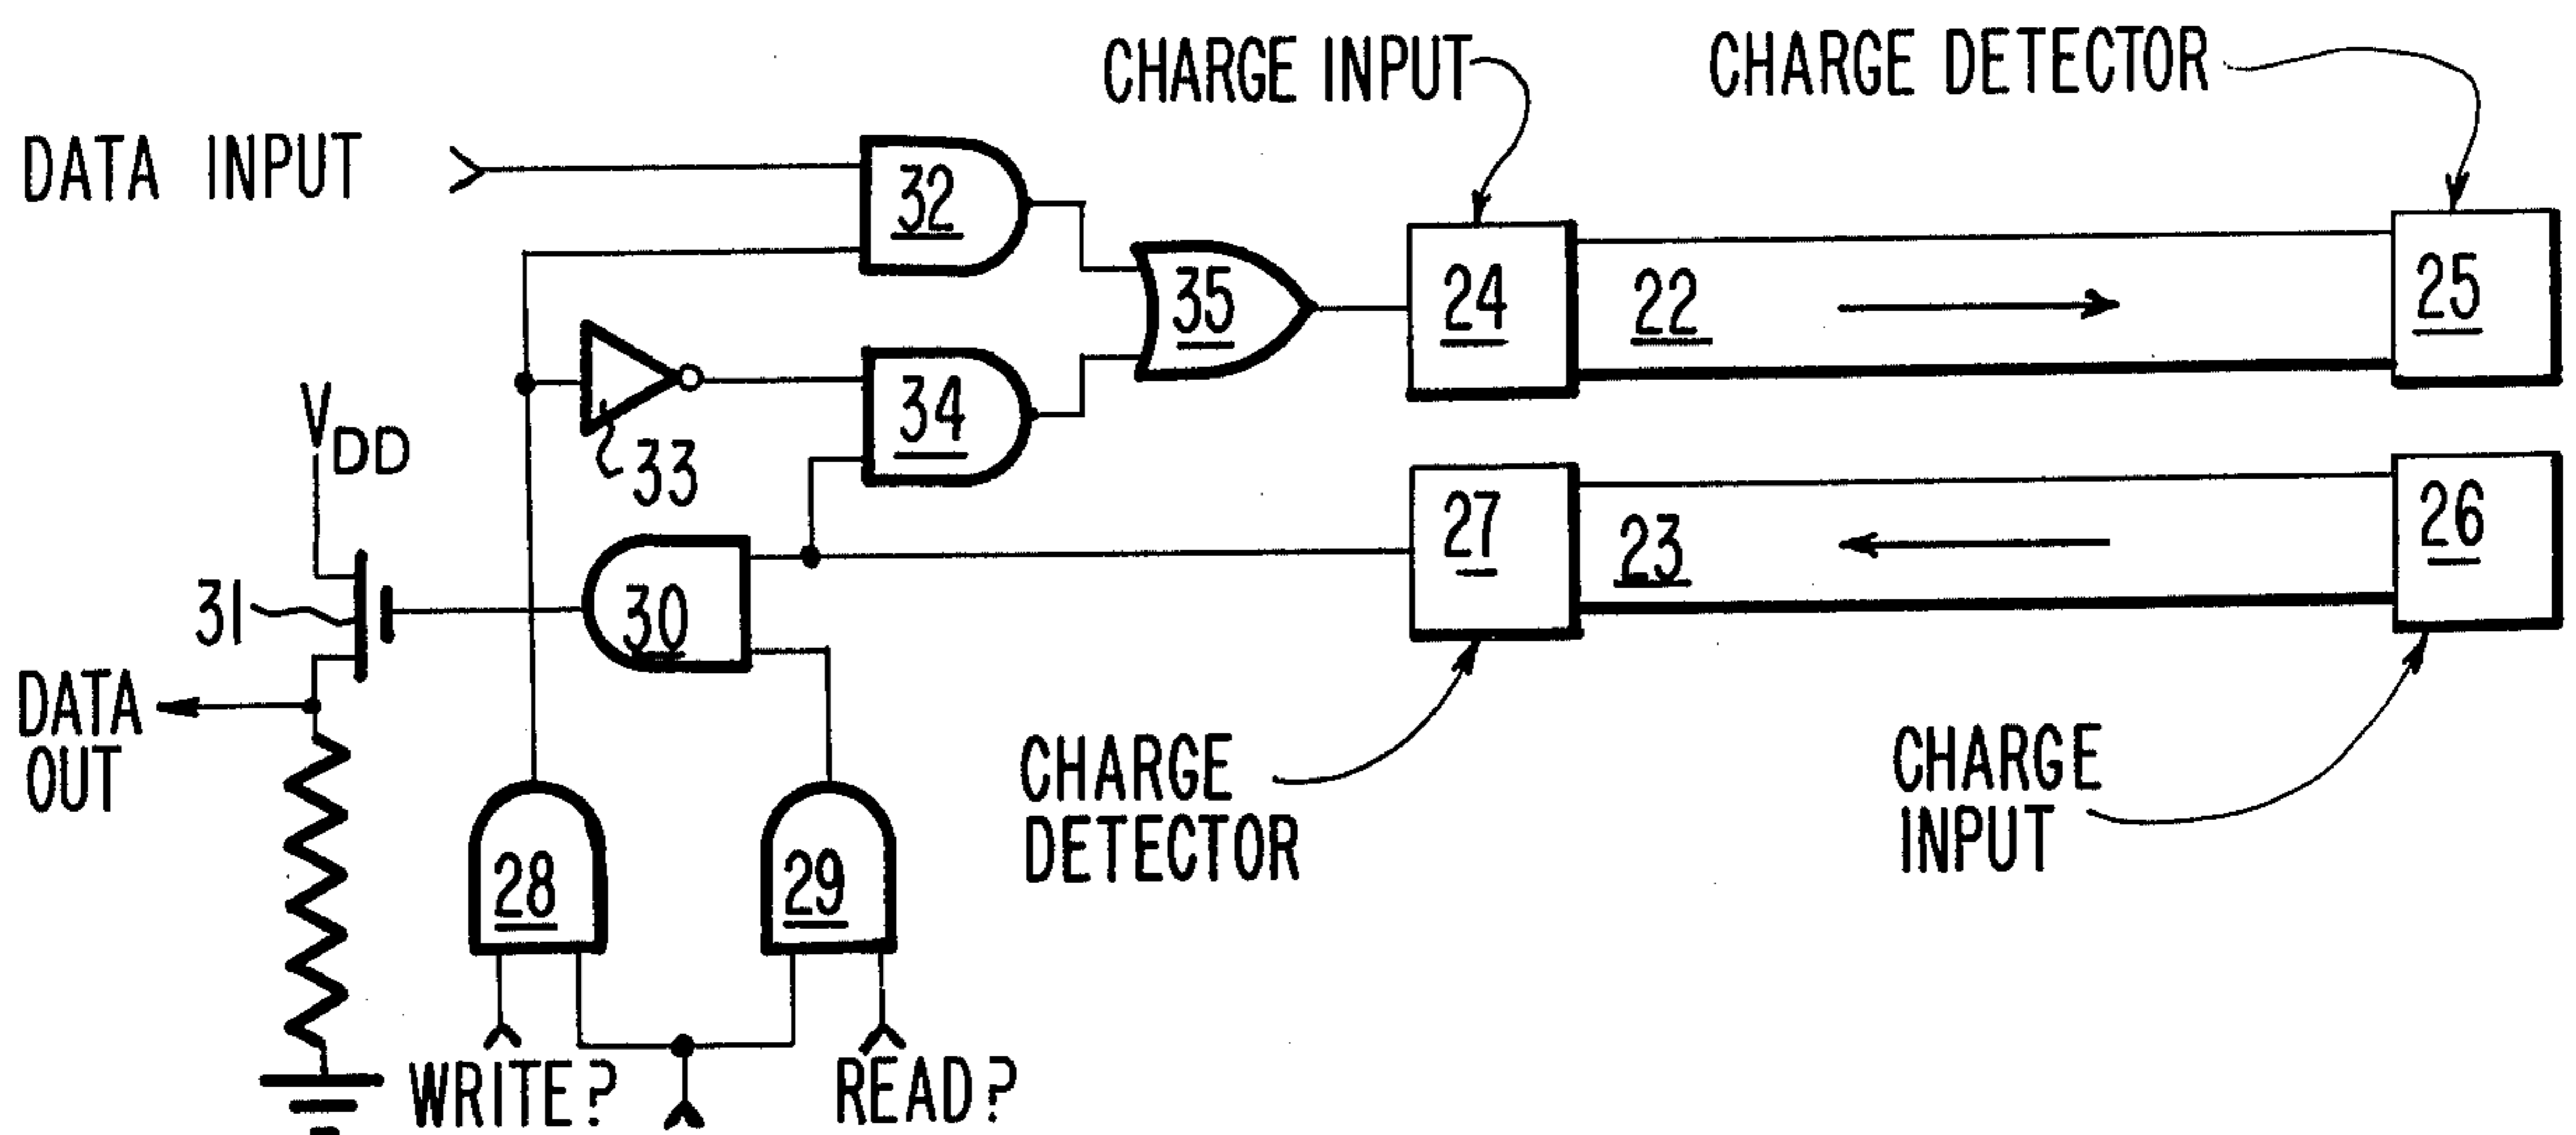 CHARGE INPUT
CHARGE DETECTOR
DATA INPUT
32
35
24
22
25
34
33
V DD
27
23
26
30
31
DATA
OUT
CHARGE
DETECTOR
CHARGE
INPUT
28
29
WRITE?
READ?